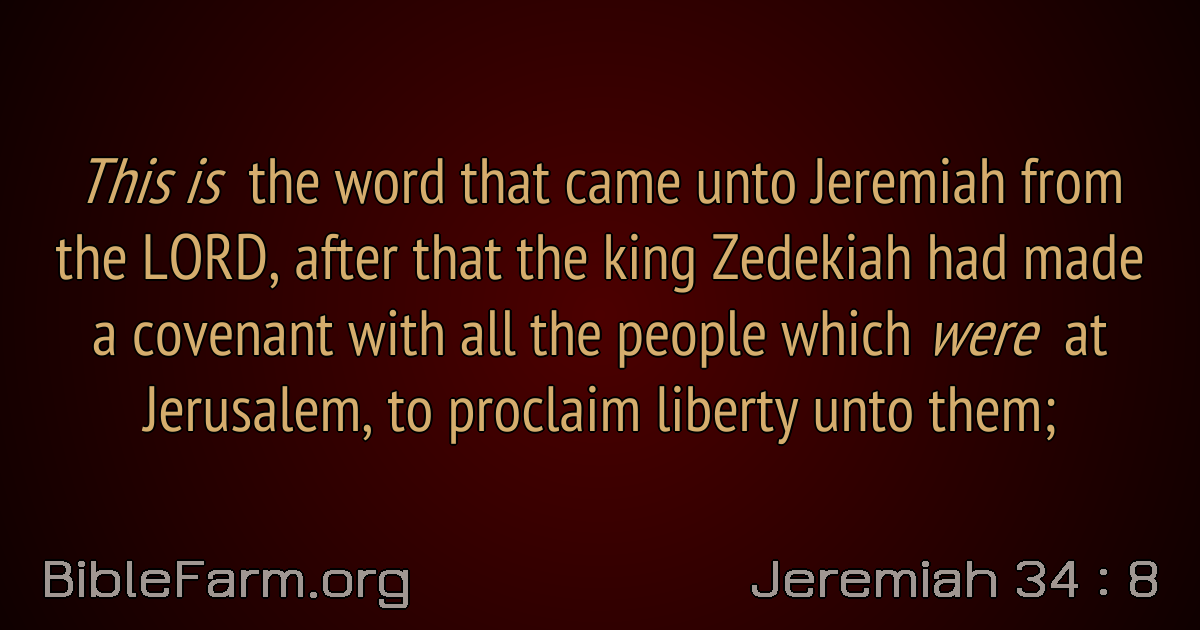 This is the word that came unto Jeremiah from
the LORD, after that the king Zedekiah had made
a covenant with all the people which were at
Jerusalem, to proclaim liberty unto them;
BibleFarm.org
Jeremiah 34 : 8